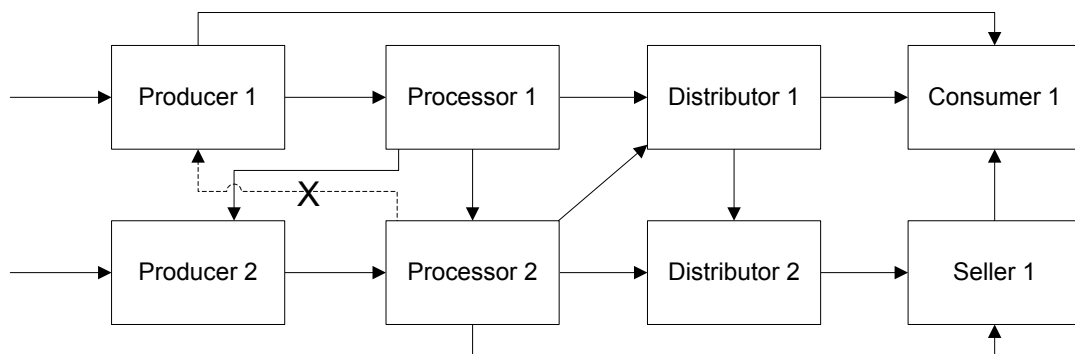 Producer 1
Processor 1
Distributor 1
Consumer 1
X
Producer 2
Processor 2
Distributor 2
Seller 1